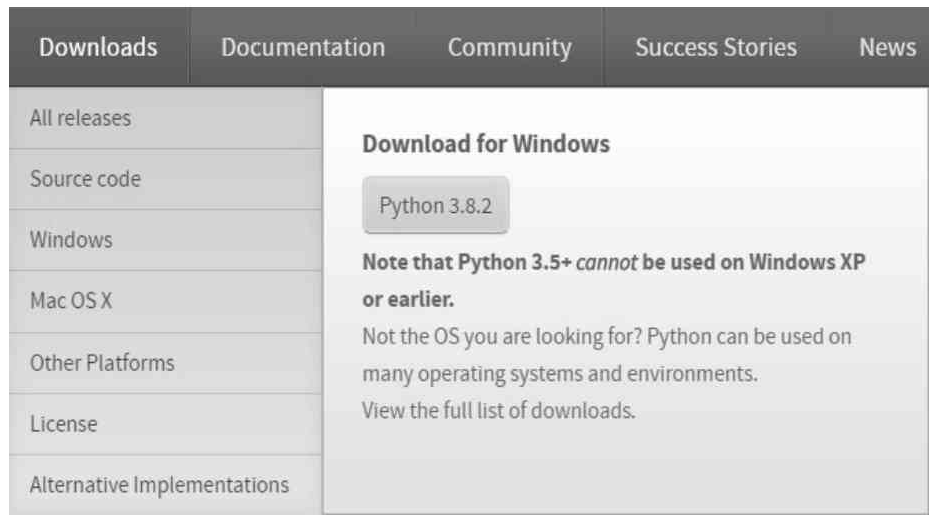 Downloads Documentation Community Success Stories News
All releases
Source code
Windows
Mac OS X
Other Platforms
License
Alternative Implementations
Download for Windows
Python 3.8.2
Note that Python 3.5+ cannot be used on Windows XP
or earlier.
Not the OS you are looking for? Python can be used on
many operating systems and environments.
View the full list of downloads.